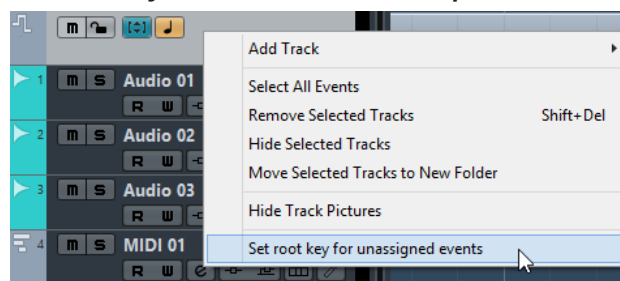 m
Add Track
1 m S Audio 01
Select All Events
R W
Remove Selected Tracks Shift+Del
2 m S Audio 02
Hide Selected Tracks
R W
Move Selected Tracks to New Folder
3 m S Audio 03
Hide Track Pictures
R W
4 m S MIDI 01
Set root key for unassigned events
R W e